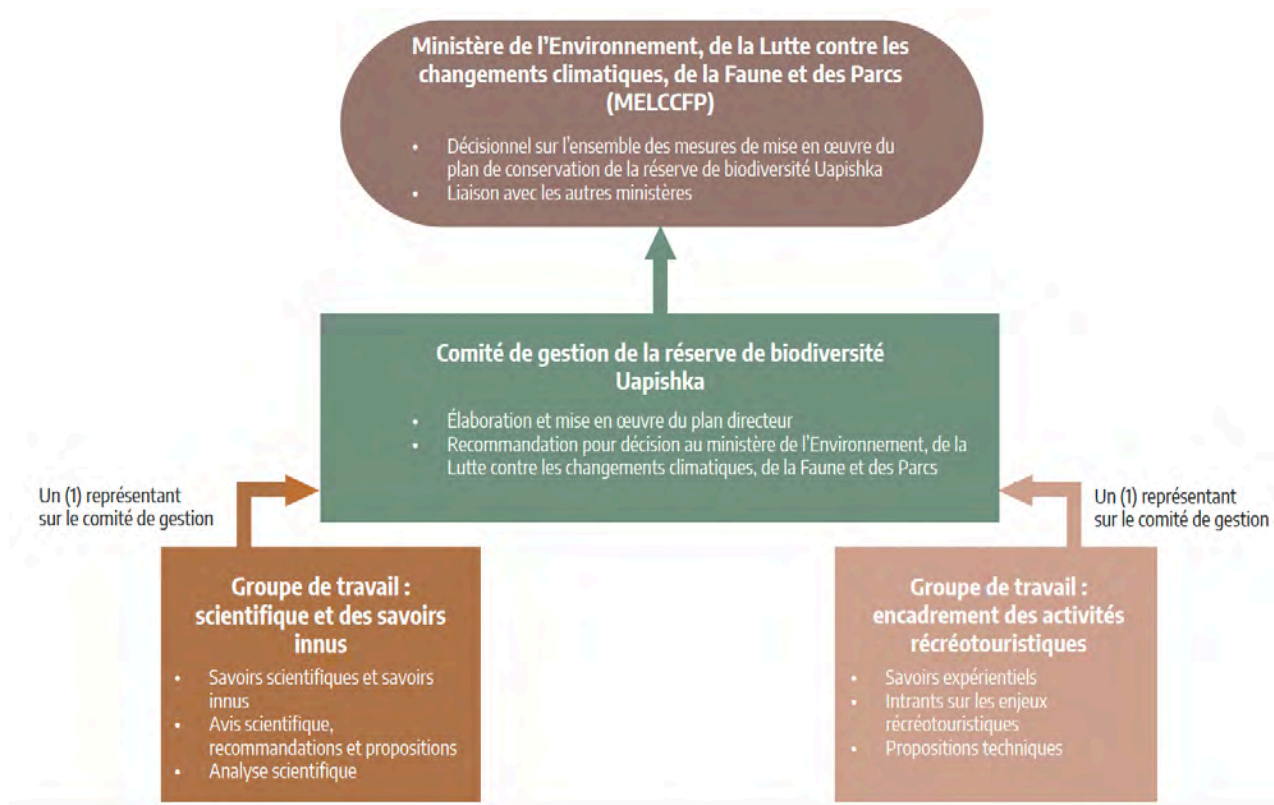 Ministère de l'Environnement, de la Lutte contre les
changements climatiques, de la Faune et des Parcs
(MELCCFP)
• Décisionnel sur l'ensemble des mesures de mise en œuvre du
plan de conservation de la réserve de biodiversité Uapishka
• Liaison avec les autres ministères
Comité de gestion de la réserve de biodiversité
Uapishka
• Élaboration et mise en œuvre du plan directeur
• Recommandation pour décision au ministère de l'Environnement, de la
Lutte contre les changements climatiques, de la Faune et des Parcs
Un (1) représentant
sur le comité de gestion
Un (1) représentant
sur le comité de gestion
Groupe de travail :
scientifique et des savoirs
innus
• Savoirs scientifiques et savoirs
innus
• Avis scientifique,
recommandations et propositions
• Analyse scientifique
Groupe de travail :
encadrement des activités
récréotouristiques
• Savoirs expérientiels
• Intrants sur les enjeux
récréotouristiques
• Propositions techniques